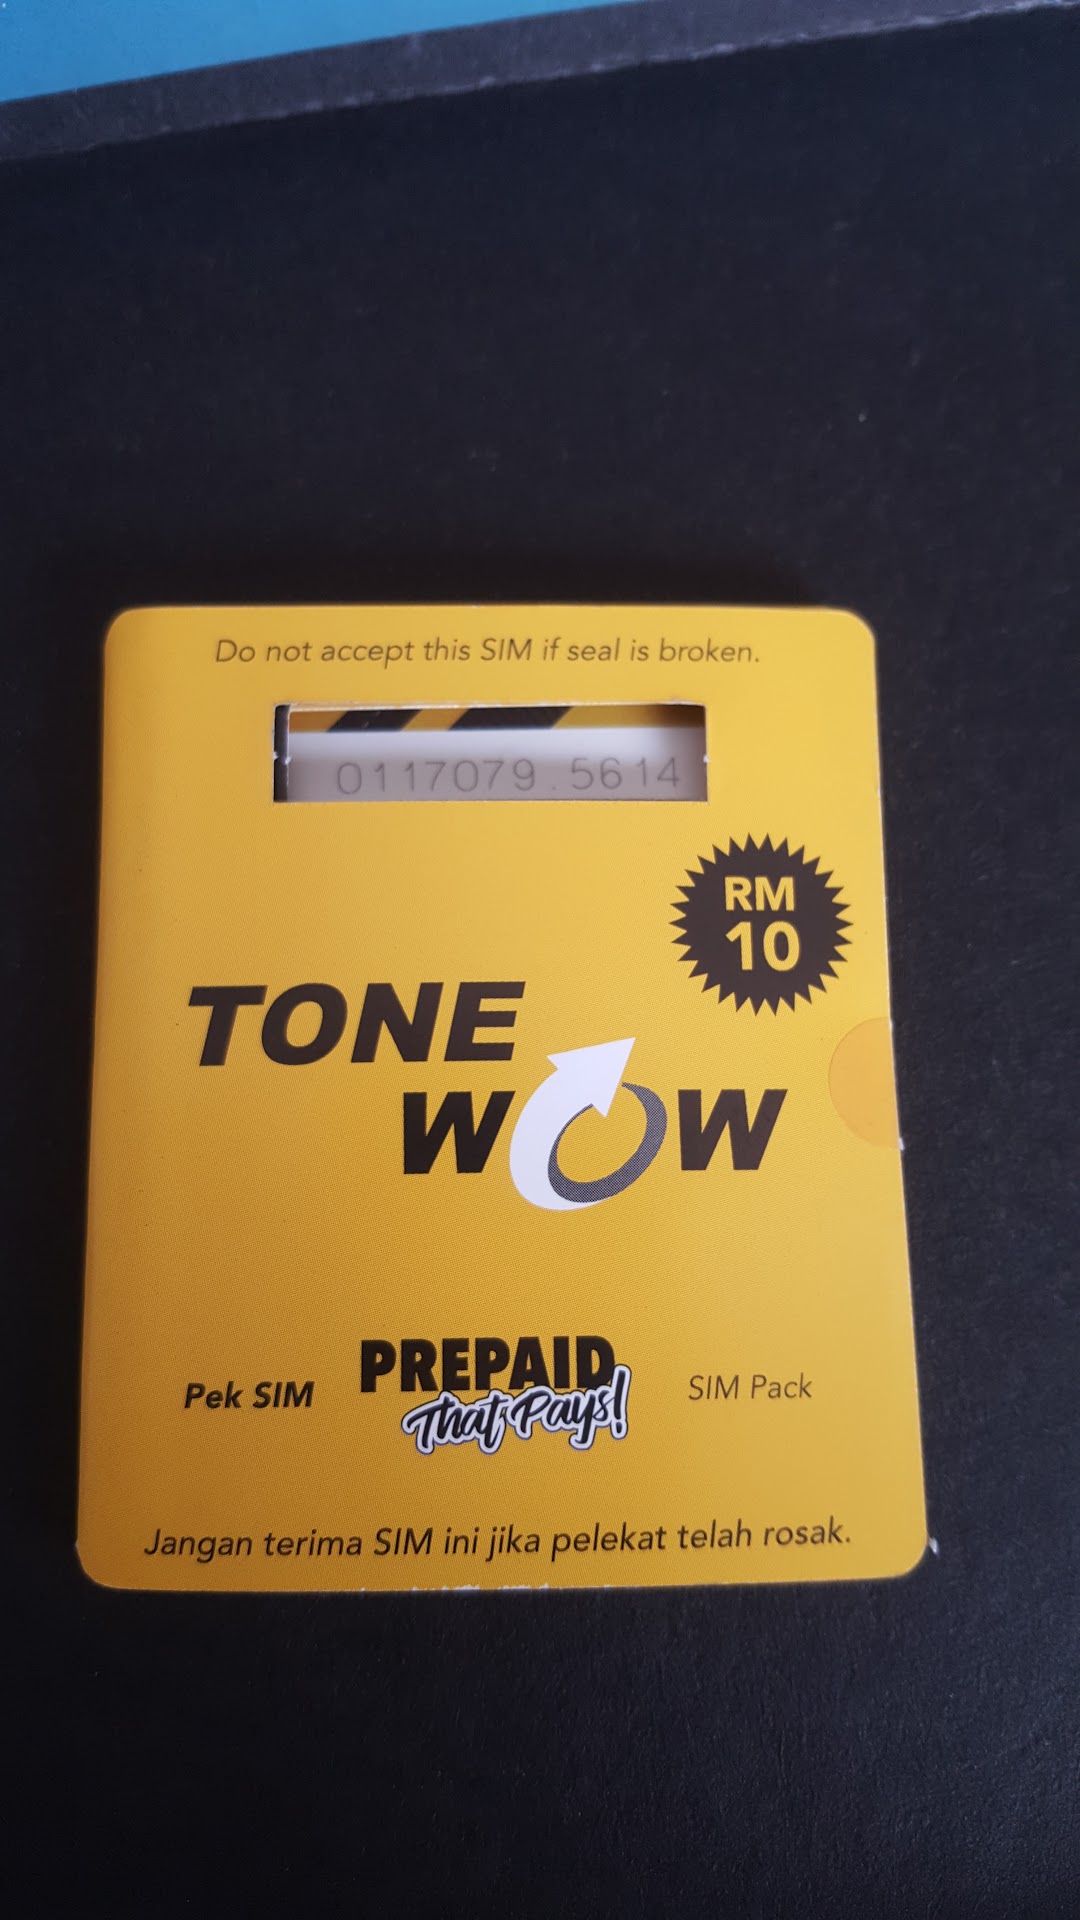 Do not accept this SIM if seal is broken.
0117079.5614
RM
10
TONE
WOW
Pek SIM
PREPAID
That Pays!
SIM Pack
Jangan terima SIM ini jika pelekat telah rosak.